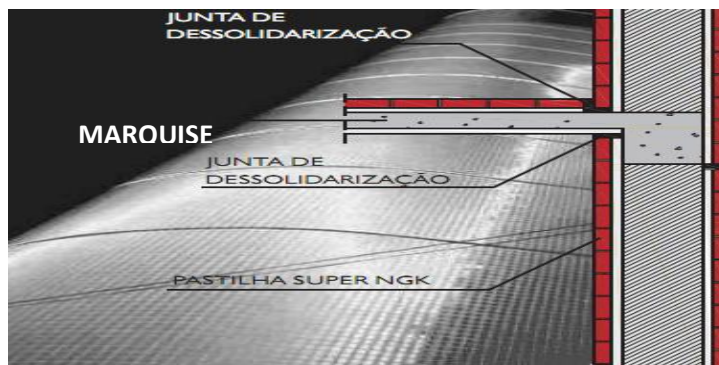 JUNTA DE
DESSOLIDARIZAÇÃO
MARQUISE
JUNTA DE
DESSOLIDARIZAÇÃO
PASTILHA SUPER NGK